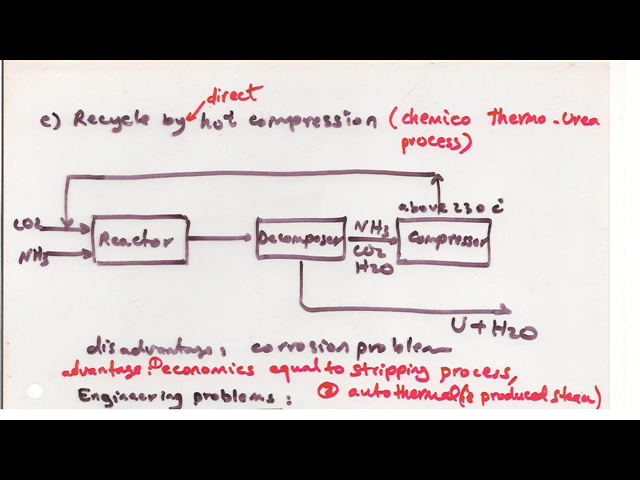 direct
e) Recycle by hot compression (chemico thermo-urea
process)
above 230 c°
CO2
NH3
Reactor
Decomposer
NH3
CO2
H2O
Compressor
U + H2O
disadvantage: corrosion problem
advantage: ① economics equal to stripping process,
Engineering problems: ② autothermal ( produced steam)